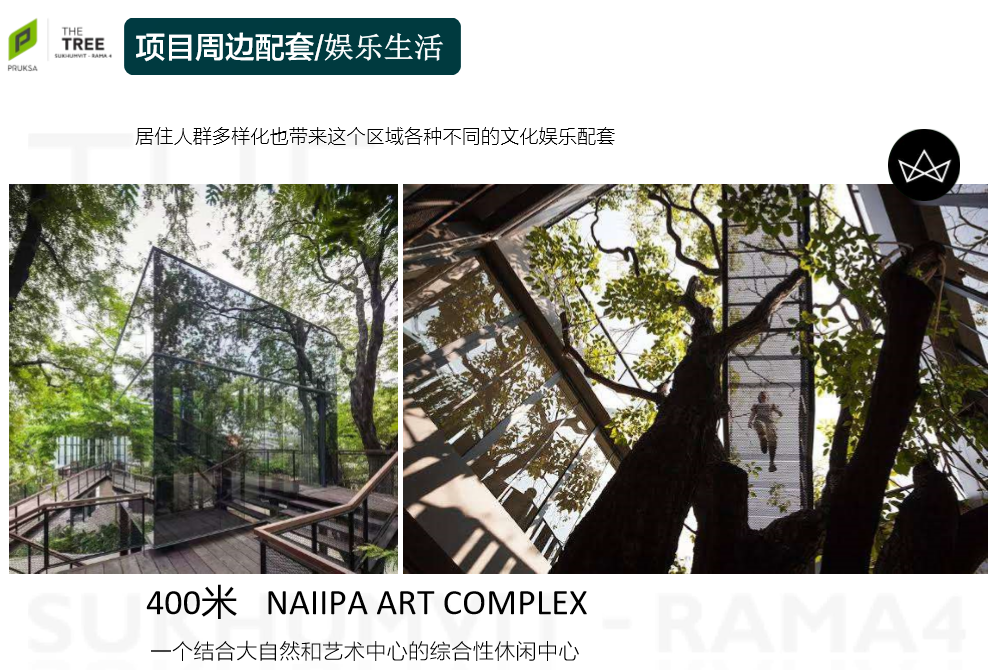 PRUKSA
THE
TREE
SUKHUMVIT - RAMA 4
项目周边配套/娱乐生活
居住人群多样化也带来这个区域各种不同的文化娱乐配套
400米 NAIIPA ART COMPLEX
一个结合大自然和艺术中心的综合性休闲中心
SUKHUMVIT - RAMA4